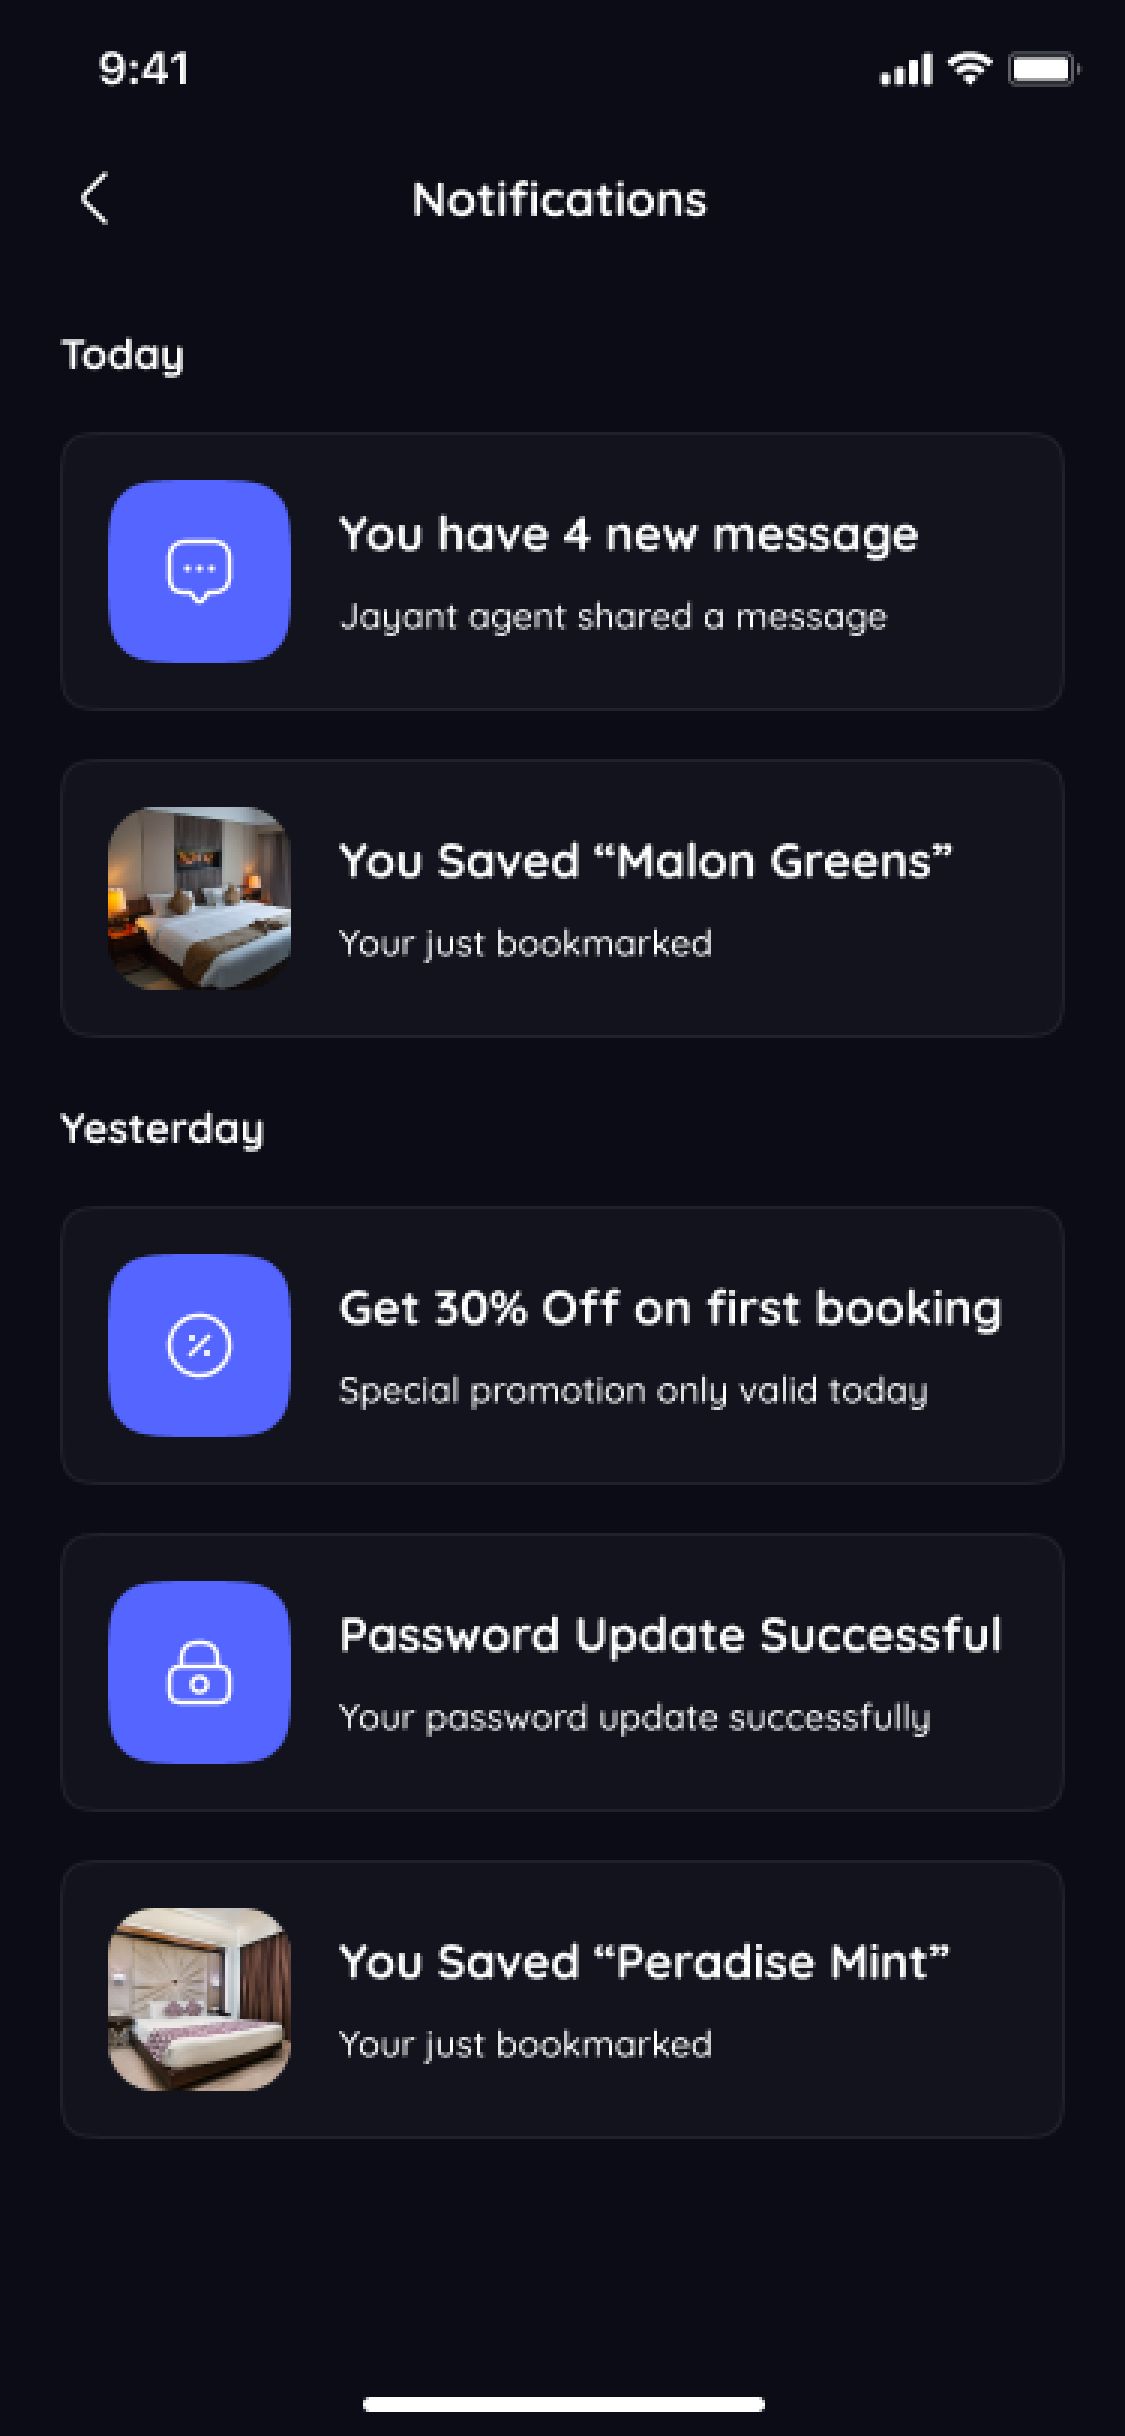 9:41
Notifications
Today
You have 4 new message
Jayant agent shared a message
You Saved “Malon Greens”
Your just bookmarked
Yesterday
Get 30% Off on first booking
Special promotion only valid today
Password Update Successful
Your password update successfully
You Saved “Peradise Mint”
Your just bookmarked